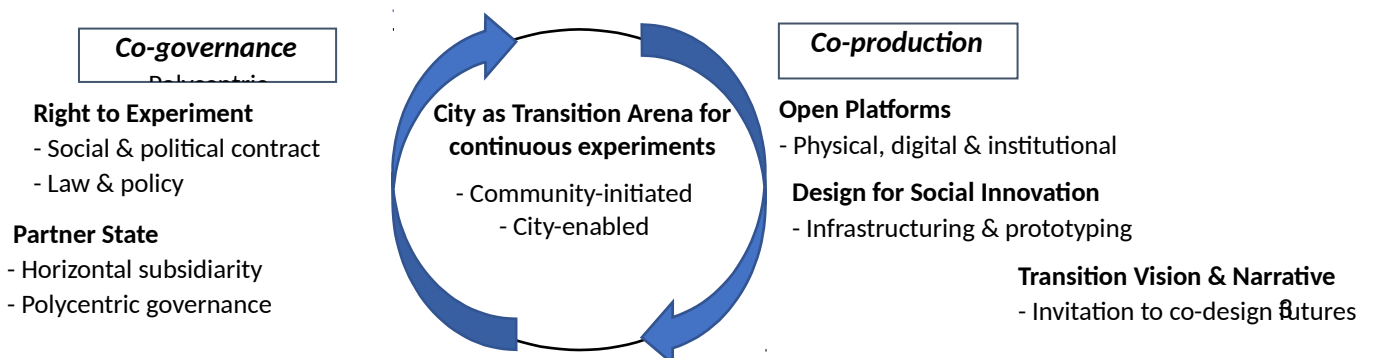 Co-governance
Polycentric
Right to Experiment
- Social & political contract
- Law & policy
Partner State
- Horizontal subsidiarity
- Polycentric governance
City as Transition Arena for
continuous experiments
- Community-initiated
- City-enabled
Co-production
Open Platforms
- Physical, digital & institutional
Design for Social Innovation
- Infrastructuring & prototyping
Transition Vision & Narrative
- Invitation to co-design futures
3